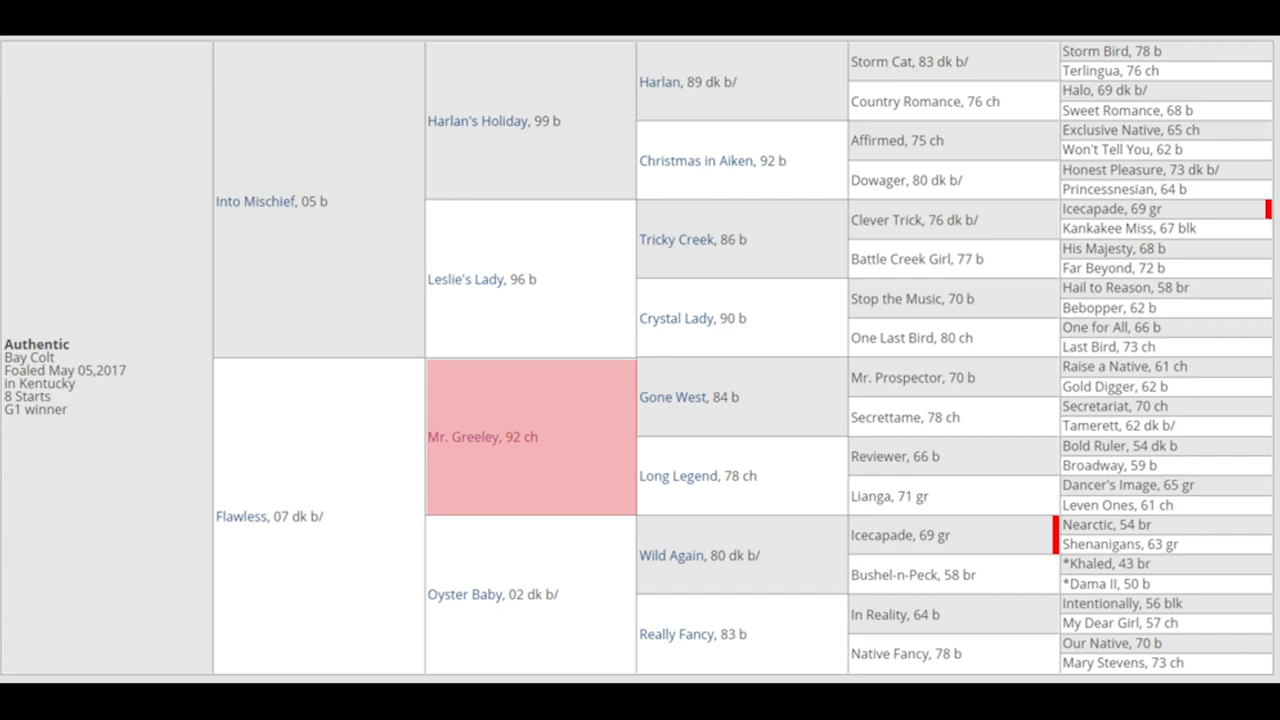 Authentic
Bay Colt
Foaled May 05,2017
in Kentucky
8 Starts
G1 winner
Into Mischief, 05 b
Flawless, 07 dk b/
Harlan's Holiday, 99 b
Leslie's Lady, 96 b
Mr. Greeley, 92 ch
Oyster Baby, 02 dk b/
Harlan, 89 dk b/
Christmas in Aiken, 92 b
Tricky Creek, 86 b
Crystal Lady, 90 b
Gone West, 84 b
Long Legend, 78 ch
Wild Again, 80 dk b/
Really Fancy, 83 b
Storm Cat, 83 dk b/
Country Romance, 76 ch
Affirmed, 75 ch
Dowager, 80 dk b/
Clever Trick, 76 dk b/
Battle Creek Girl, 77 b
Stop the Music, 70 b
One Last Bird, 80 ch
Mr. Prospector, 70 b
Secrettame, 78 ch
Reviewer, 66 b
Lianga, 71 gr
Icecapade, 69 gr
Bushel-n-Peck, 58 br
In Reality, 64 b
Native Fancy, 78 b
Storm Bird, 78 b
Terlingua, 76 ch
Halo, 69 dk b/
Sweet Romance, 68 b
Exclusive Native, 65 ch
Won't Tell You, 62 b
Honest Pleasure, 73 dk b/
Princessnesian, 64 b
Icecapade, 69 gr
Kankakee Miss, 67 blk
His Majesty, 68 b
Far Beyond, 72 b
Hail to Reason, 58 br
Bebopper, 62 b
One for All, 66 b
Last Bird, 73 ch
Raise a Native, 61 ch
Gold Digger, 62 b
Secretariat, 70 ch
Tamerett, 62 dk b/
Bold Ruler, 54 dk b
Broadway, 59 b
Dancer's Image, 65 gr
Leven Ones, 61 ch
Nearctic, 54 br
Shenanigans, 63 gr
*Khaled, 43 br
*Dama II, 50 b
Intentionally, 56 blk
My Dear Girl, 57 ch
Our Native, 70 b
Mary Stevens, 73 ch